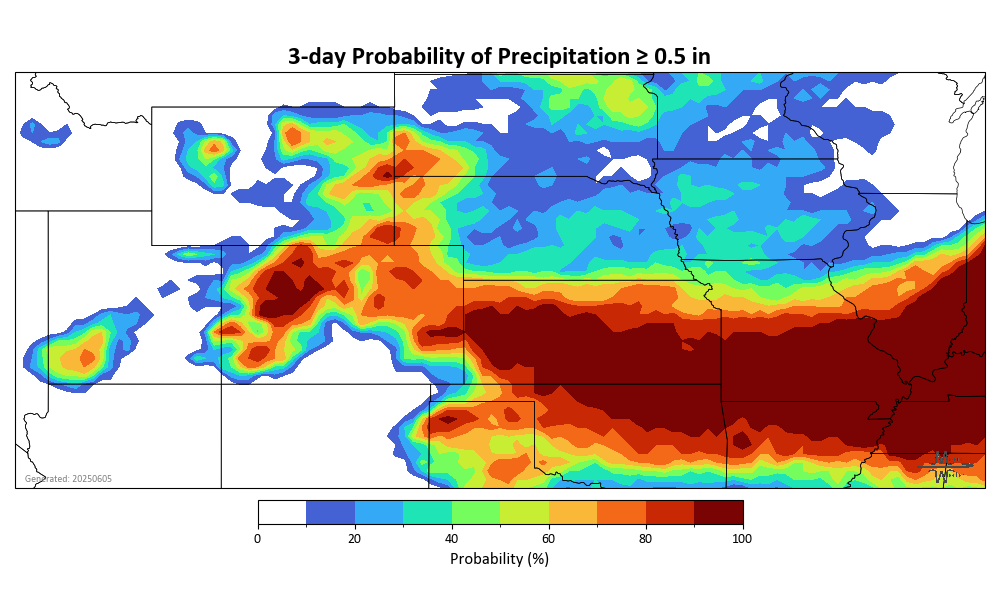 3-day Probability of Precipitation ≥ 0.5 in
Generated: 20250605
0 20 40 60 80 100
Probability (%)